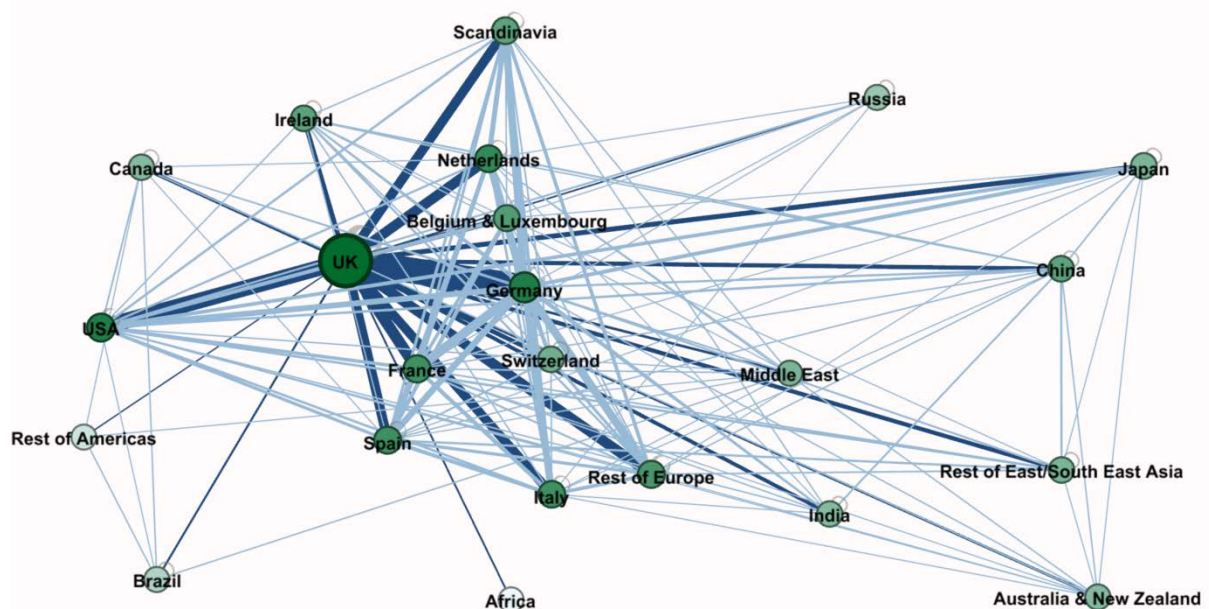 Scandinavia
Russia
Ireland
Netherlands
Canada
Japan
Belgium & Luxembourg
UK
China
Germany
USA
Switzerland
France
Middle East
Rest of Americas
Spain
Rest of Europe
Rest of East/South East Asia
Italy
India
Brazil
Africa
Australia & New Zealand